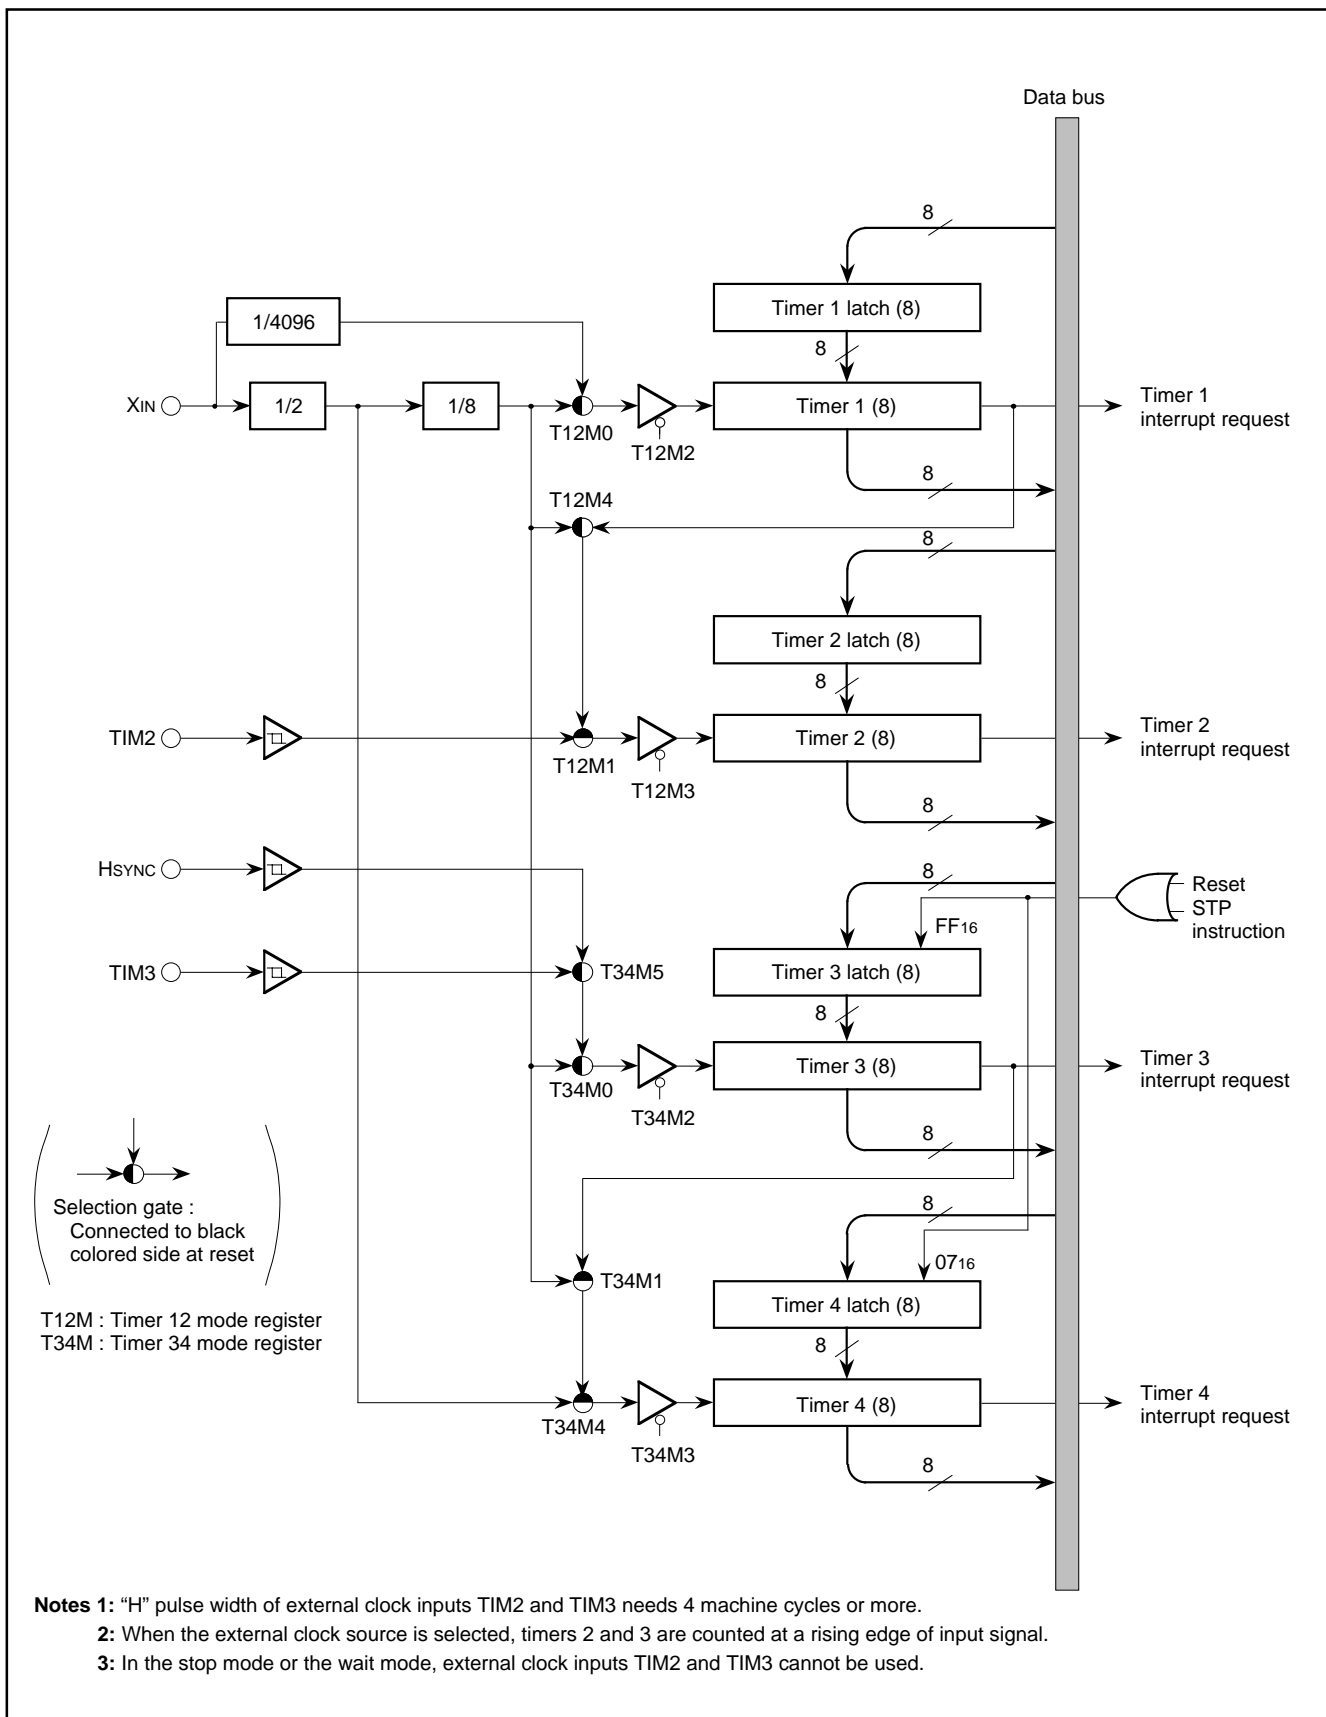 Data bus
8
Timer 1 latch (8)
1/4096
8
XIN
1/2
1/8
T12M0
T12M2
Timer 1 (8)
Timer 1
interrupt request
8
T12M4
8
Timer 2 latch (8)
8
TIM2
T12M1
T12M3
Timer 2 (8)
Timer 2
interrupt request
8
HSYNC
8
Reset
STP
instruction
FF16
TIM3
T34M5
Timer 3 latch (8)
8
T34M0
T34M2
Timer 3 (8)
Timer 3
interrupt request
8
Selection gate :
Connected to black
colored side at reset
8
0716
T34M1
Timer 4 latch (8)
T12M : Timer 12 mode register
T34M : Timer 34 mode register
8
T34M4
T34M3
Timer 4 (8)
Timer 4
interrupt request
8
Notes 1: “H” pulse width of external clock inputs TIM2 and TIM3 needs 4 machine cycles or more.
2: When the external clock source is selected, timers 2 and 3 are counted at a rising edge of input signal.
3: In the stop mode or the wait mode, external clock inputs TIM2 and TIM3 cannot be used.